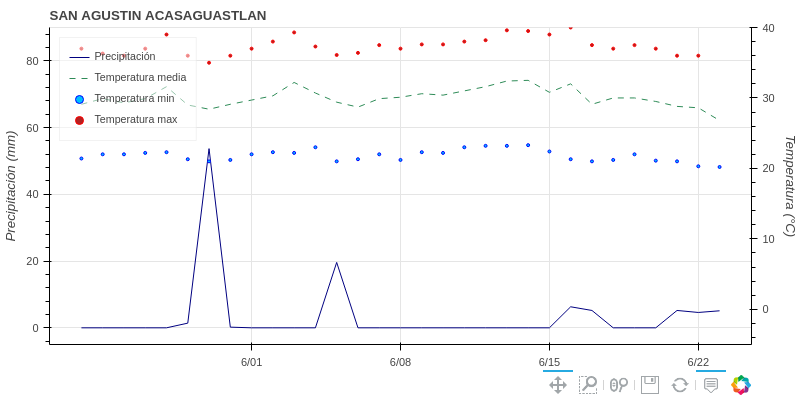 SAN AGUSTIN ACASAGUASTLAN
Precipitación
Temperatura media
Temperatura min
Temperatura max
Precipitación (mm)
80
60
40
20
0
40
30
20
10
0
Temperatura (°C)
6/01
6/08
6/15
6/22